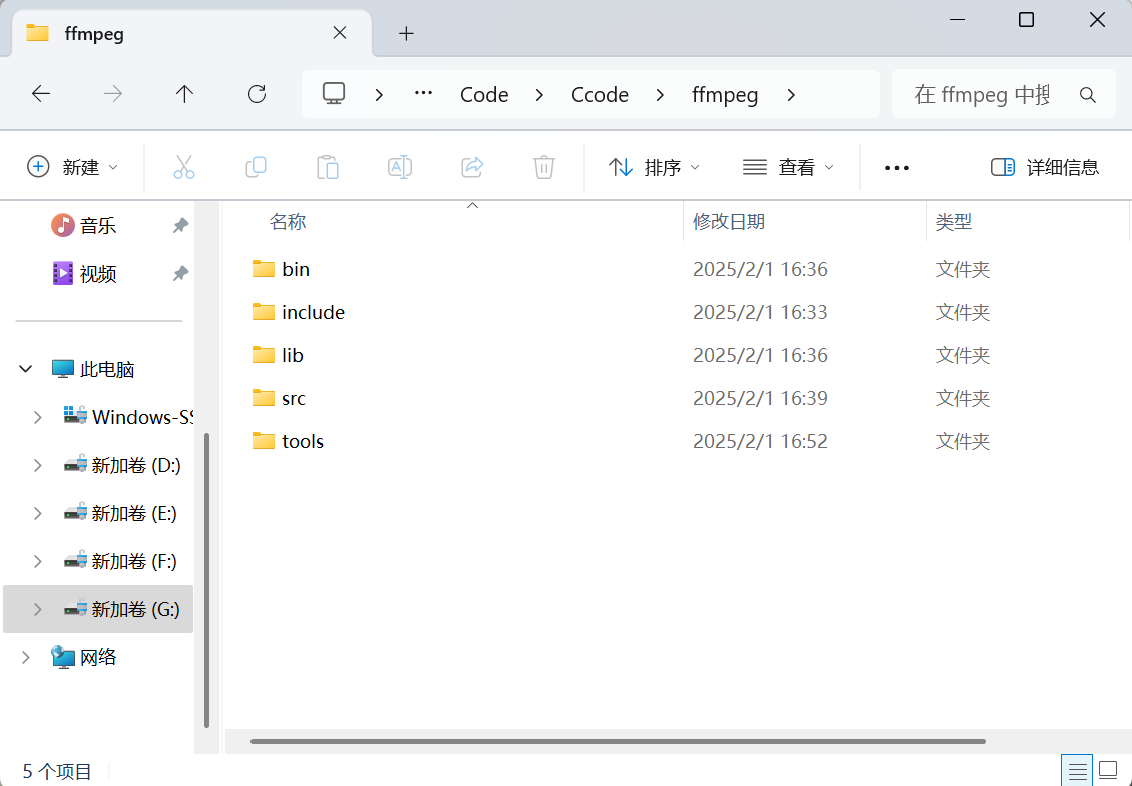 ffmpeg
Code Ccode ffmpeg
在 ffmpeg 中搜
新建 排序 查看 详细信息
音乐
视频
此电脑
Windows-SS
新加卷 (D:)
新加卷 (E:)
新加卷 (F:)
新加卷 (G:)
网络
名称 修改日期 类型
bin 2025/2/1 16:36 文件夹
include 2025/2/1 16:33 文件夹
lib 2025/2/1 16:36 文件夹
src 2025/2/1 16:39 文件夹
tools 2025/2/1 16:52 文件夹
5 个项目